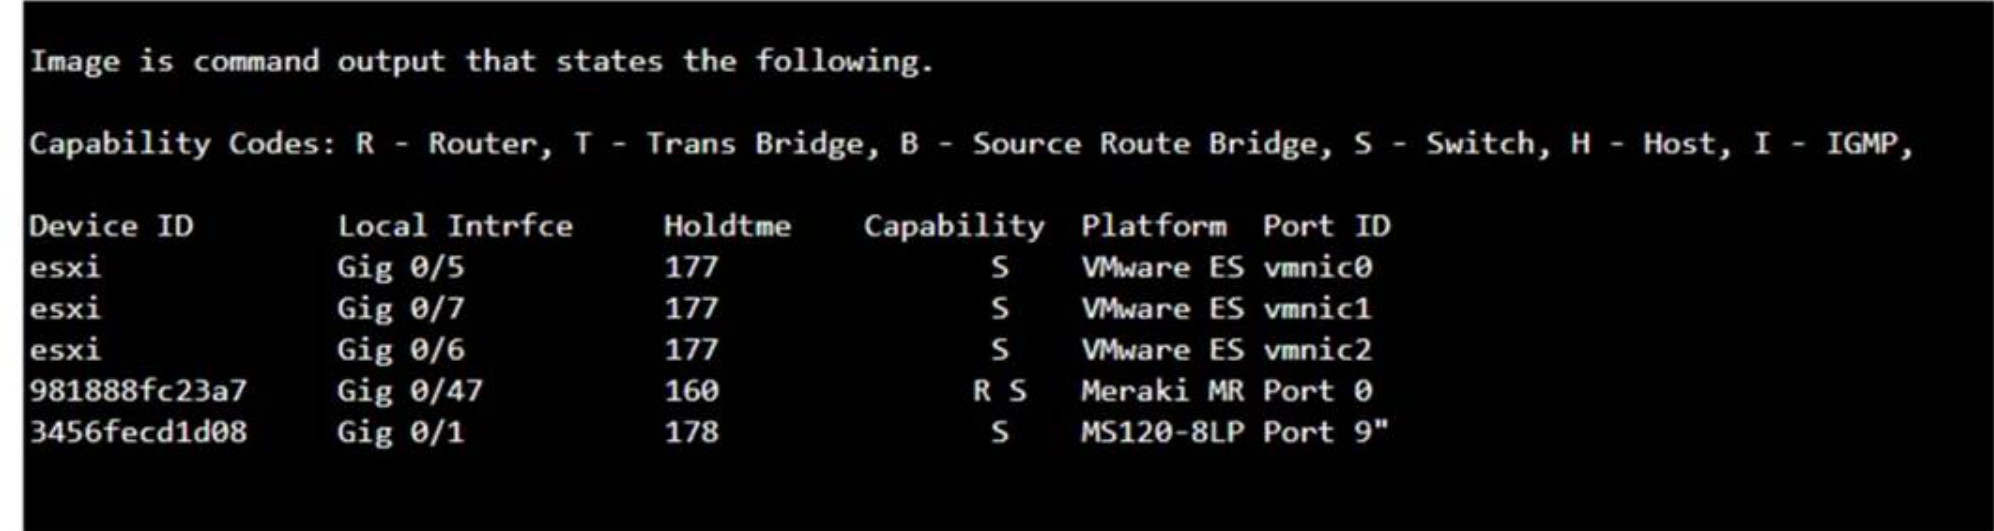 Image is command output that states the following.
Capability Codes: R - Router, T - Trans Bridge, B - Source Route Bridge, S - Switch, H - Host, I - IGMP,
Device ID Local Intrfce Holdtme Capability Platform Port ID
esxi Gig 0/5 177 S VMware ES vmnic0
esxi Gig 0/7 177 S VMware ES vmnic1
esxi Gig 0/6 177 S VMware ES vmnic2
981888fc23a7 Gig 0/47 160 R S Meraki MR Port 0
3456fecd1d08 Gig 0/1 178 S MS120-8LP Port 9"